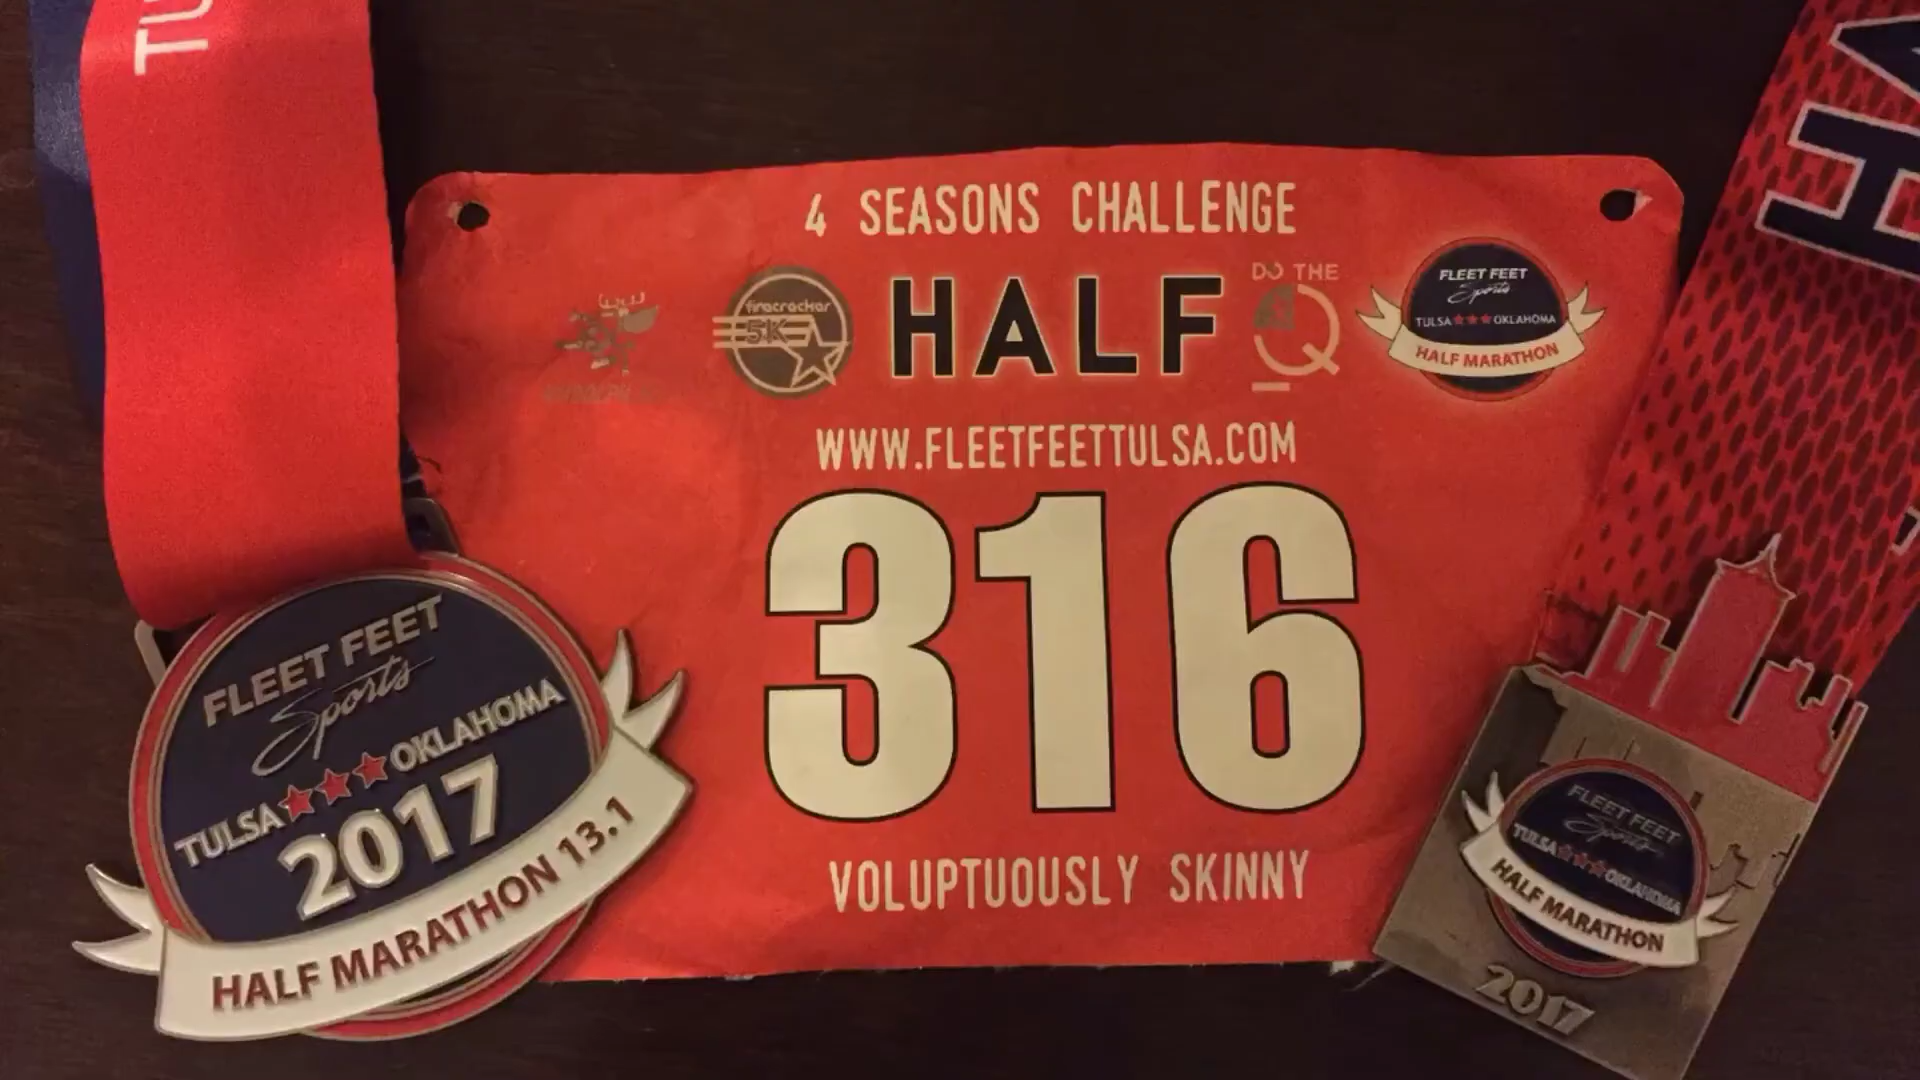 TU
HA
4 SEASONS CHALLENGE
firecracker
5K
HALF
DO THE
Q
FLEET FEET
Sports
TULSA★★★OKLAHOMA
HALF MARATHON
WWW.FLEETFEETTULSA.COM
316
VOLUPTUOUSLY SKINNY
FLEET FEET
Sports
TULSA★★★OKLAHOMA
2017
HALF MARATHON 13.1
FLEET FEET
Sports
TULSA★★★OKLAHOMA
HALF MARATHON
2017